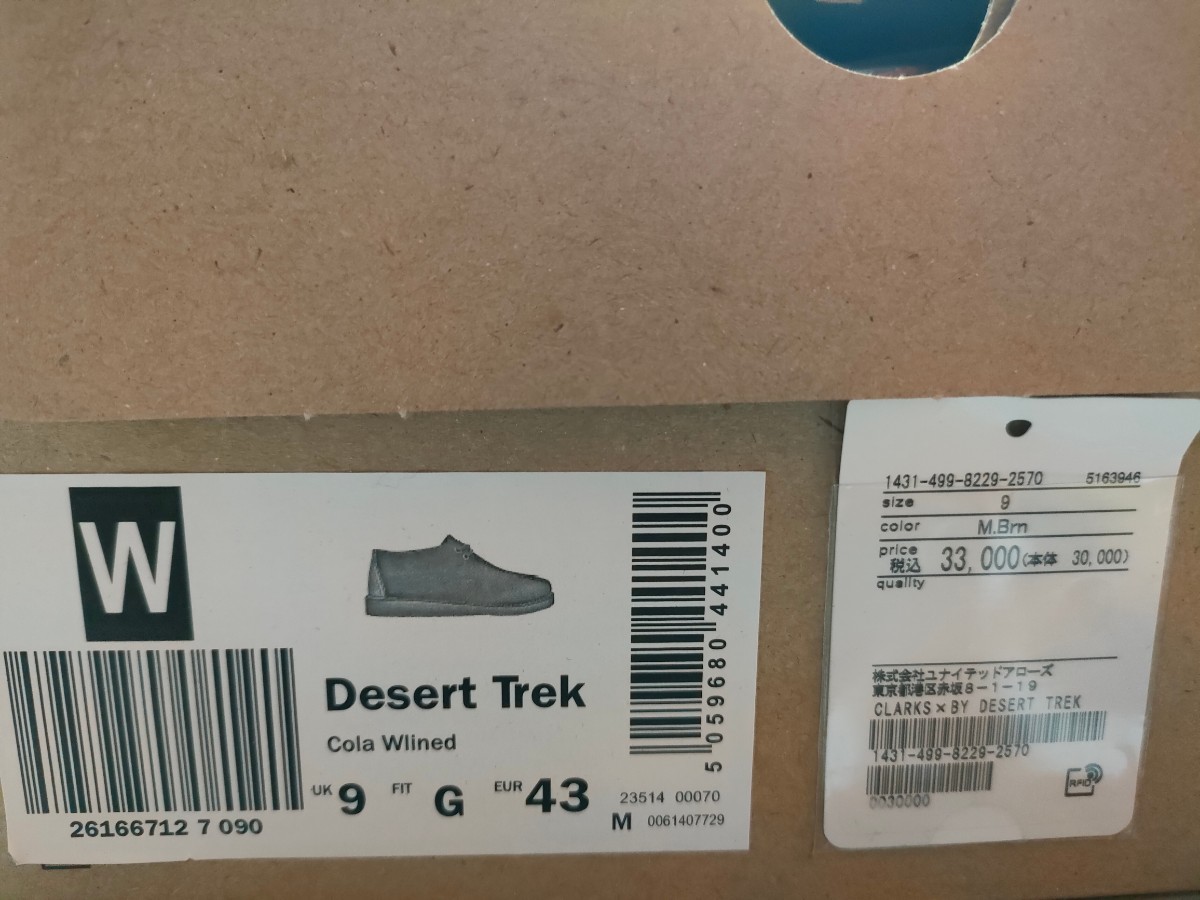 W
26166712 7 090
Desert Trek
Cola Wlined
UK 9 FIT G EUR 43
5 059680 441400
23514 00070
M 0061407729
1431-499-8229-2570 5163946
size 9
color M.Brn
price
税込 33,000(本体 30,000)
quality
株式会社ユナイテッドアローズ
東京都港区赤坂8-1-19
CLARKS×BY DESERT TREK
1431-499-8229-2570
0030000
RFID